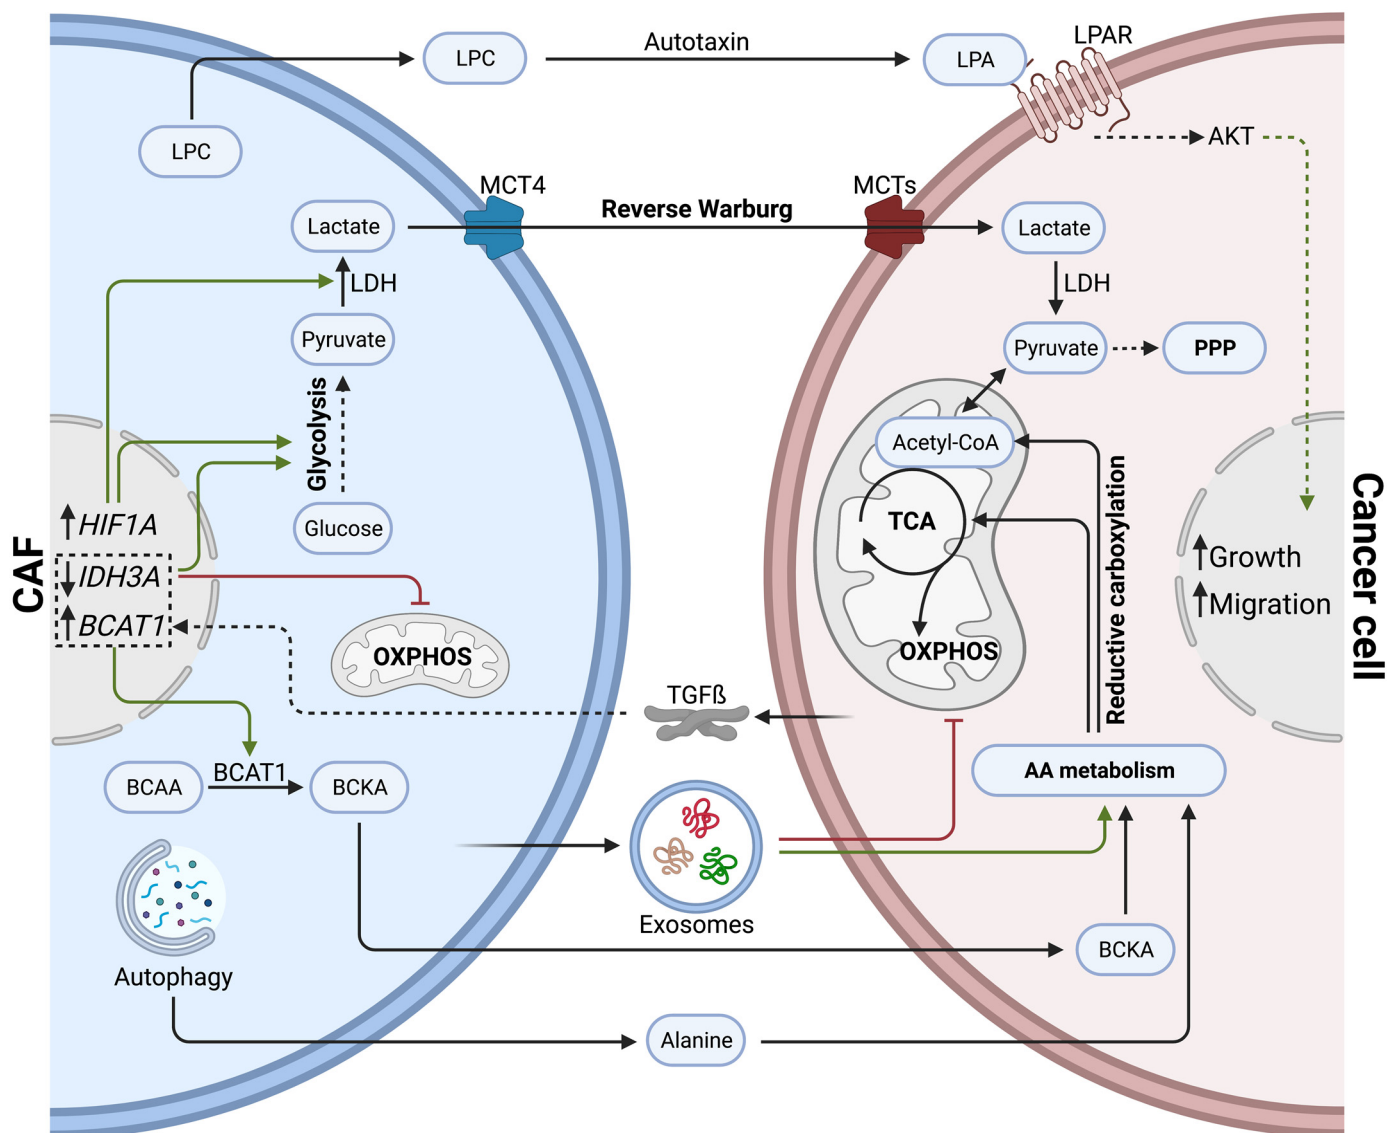 LPAR
LPC
Autotaxin
LPA
AKT
LPC
MCT4
MCTs
Reverse Warburg
Lactate
Lactate
LDH
LDH
Pyruvate
Pyruvate
PPP
Glycolysis
Acetyl-CoA
Glucose
TCA
HIF1A
IDH3A
BCAT1
CAF
OXPHOS
OXPHOS
Reductive carboxylation
Growth
Migration
Cancer cell
TGFß
BCAA
BCAT1
BCKA
AA metabolism
Exosomes
BCKA
Autophagy
Alanine